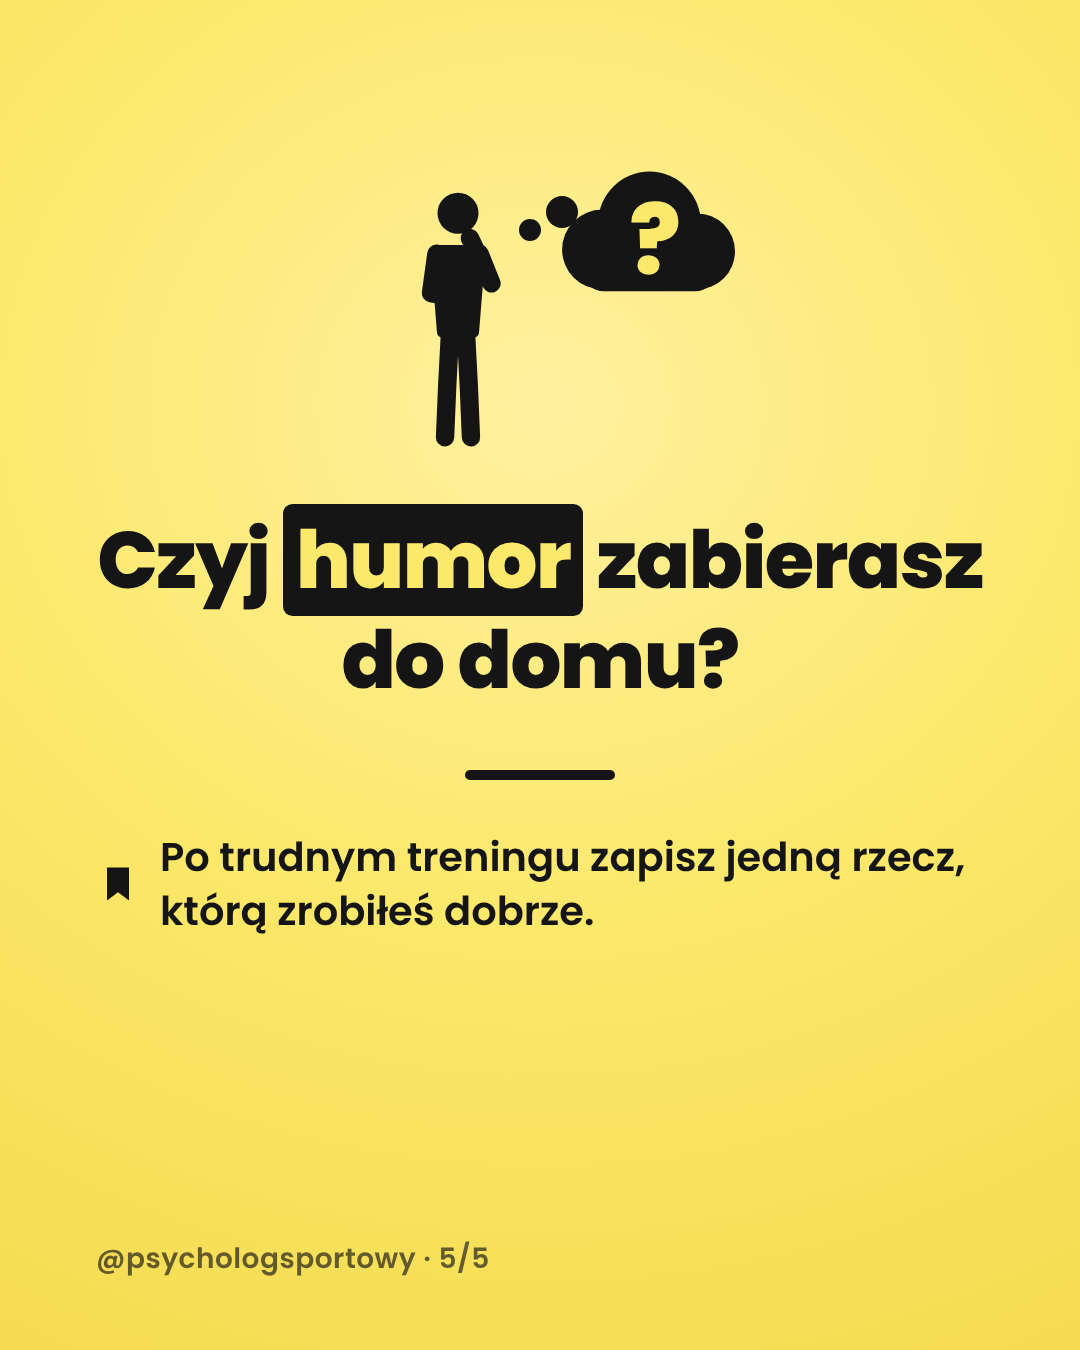 ?
Czyj humor zabierasz
do domu?
Po trudnym treningu zapisz jedną rzecz,
którą zrobiłeś dobrze.
@psychologsportowy · 5/5